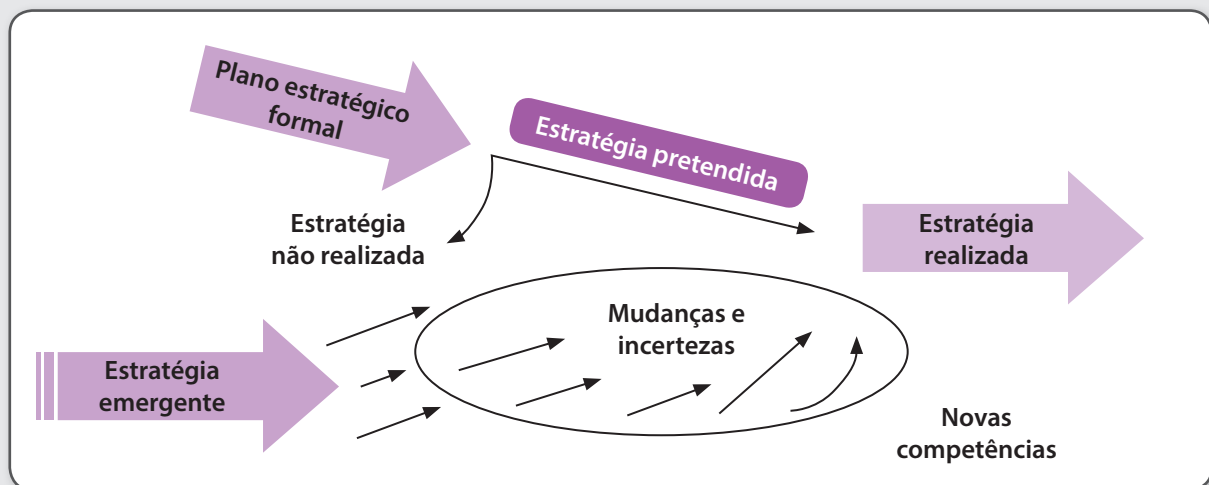 Plano estratégico
formal
Estratégia pretendida
Estratégia
não realizada
Estratégia
realizada
Mudanças e
incertezas
Estratégia
emergente
Novas
competências